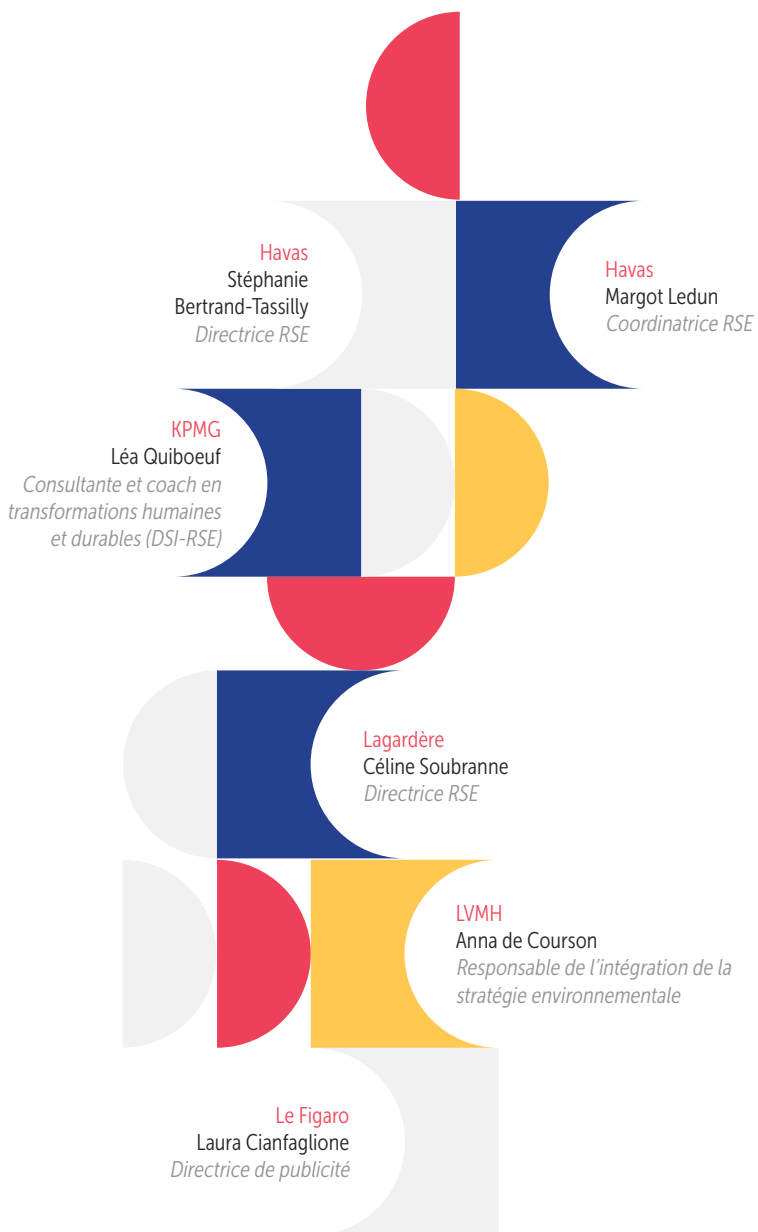 Havas
Stéphanie
Bertrand-Tassilly
Directrice RSE
Havas
Margot Ledun
Coordinatrice RSE
KPMG
Léa Quiboeuf
Consultante et coach en
transformations humaines
et durables (DSI-RSE)
Lagardère
Céline Soubranne
Directrice RSE
LVMH
Anna de Courson
Responsable de l’intégration de la
stratégie environnementale
Le Figaro
Laura Cianfaglione
Directrice de publicité